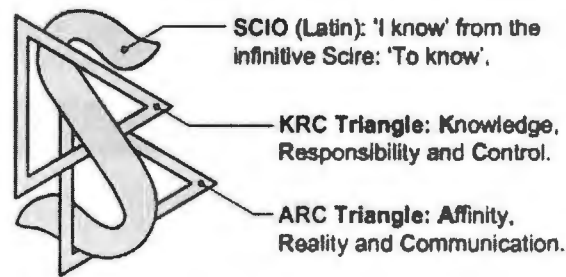 SCIO (Latin): 'I know' from the
infinitive Scire: 'To know'.
KRC Triangle: Knowledge,
Responsibility and Control.
ARC Triangle: Affinity,
Reality and Communication.